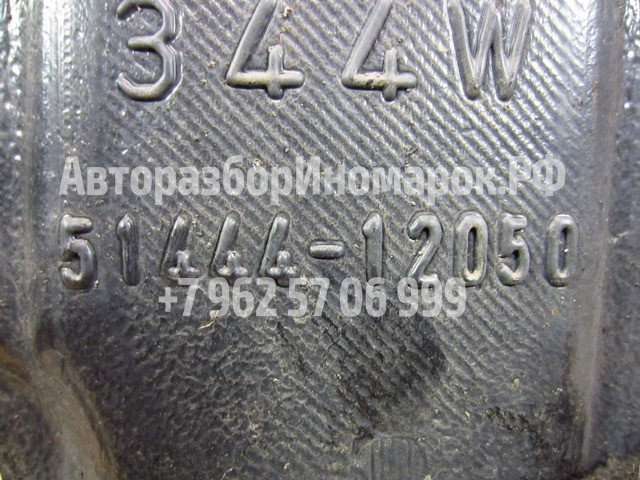 344W
АвторазборИномарок.РФ
51444-12050
+7 962 57 06 999